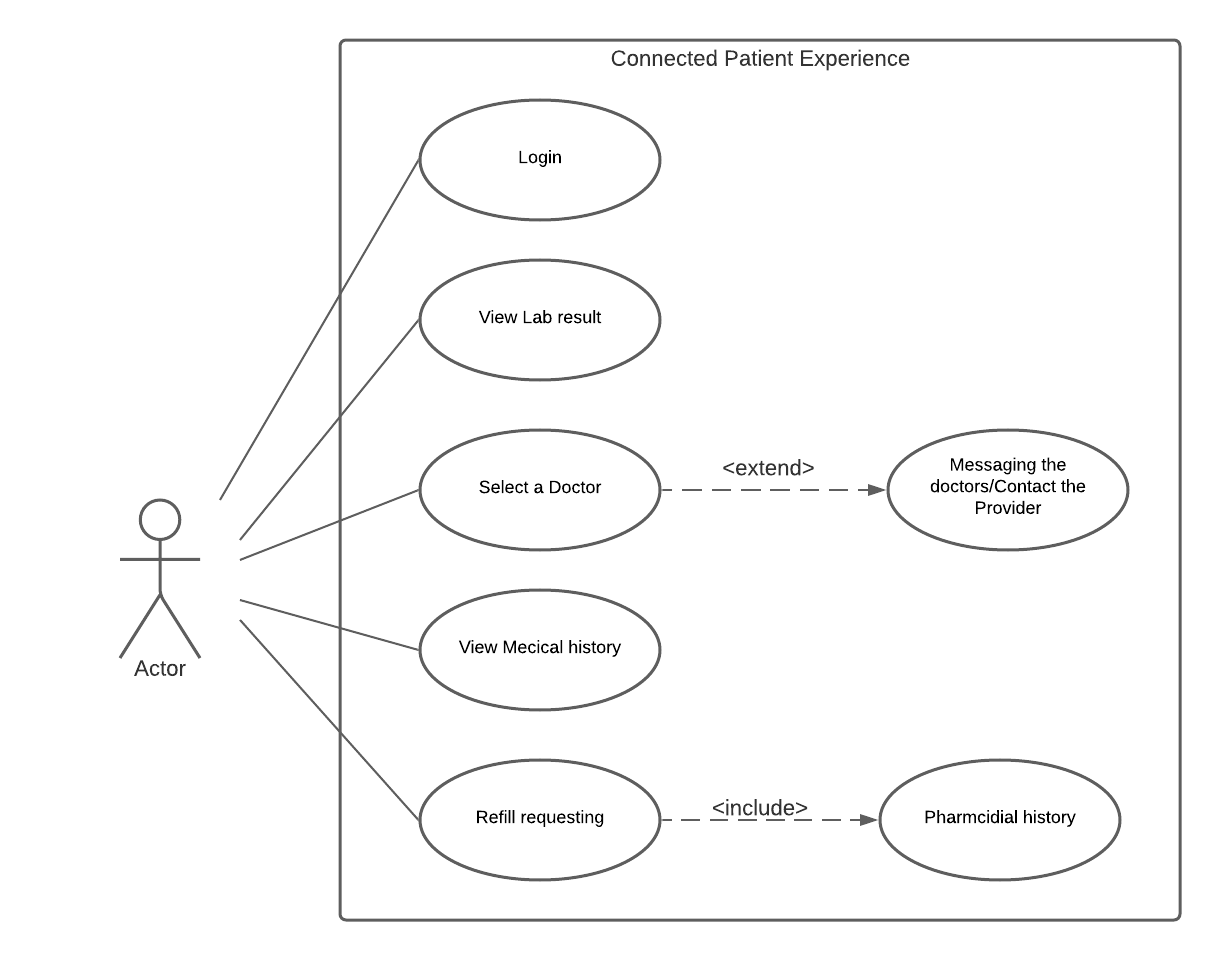 Connected Patient Experience
Login
View Lab result
Select a Doctor
<extend>
Messaging the
doctors/Contact the
Provider
View Mecical history
Actor
Refill requesting
<include>
Pharmcidial history